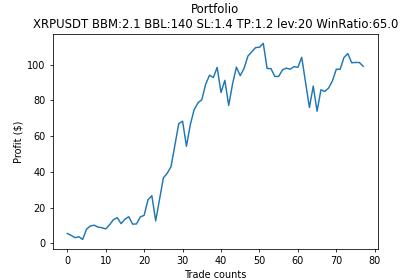 Portfolio
XRPUSDT BBM:2.1 BBL:140 SL:1.4 TP:1.2 lev:20 WinRatio:65.0
100
80
60
40
20
0
Profit ($)
0 10 20 30 40 50 60 70 80
Trade counts